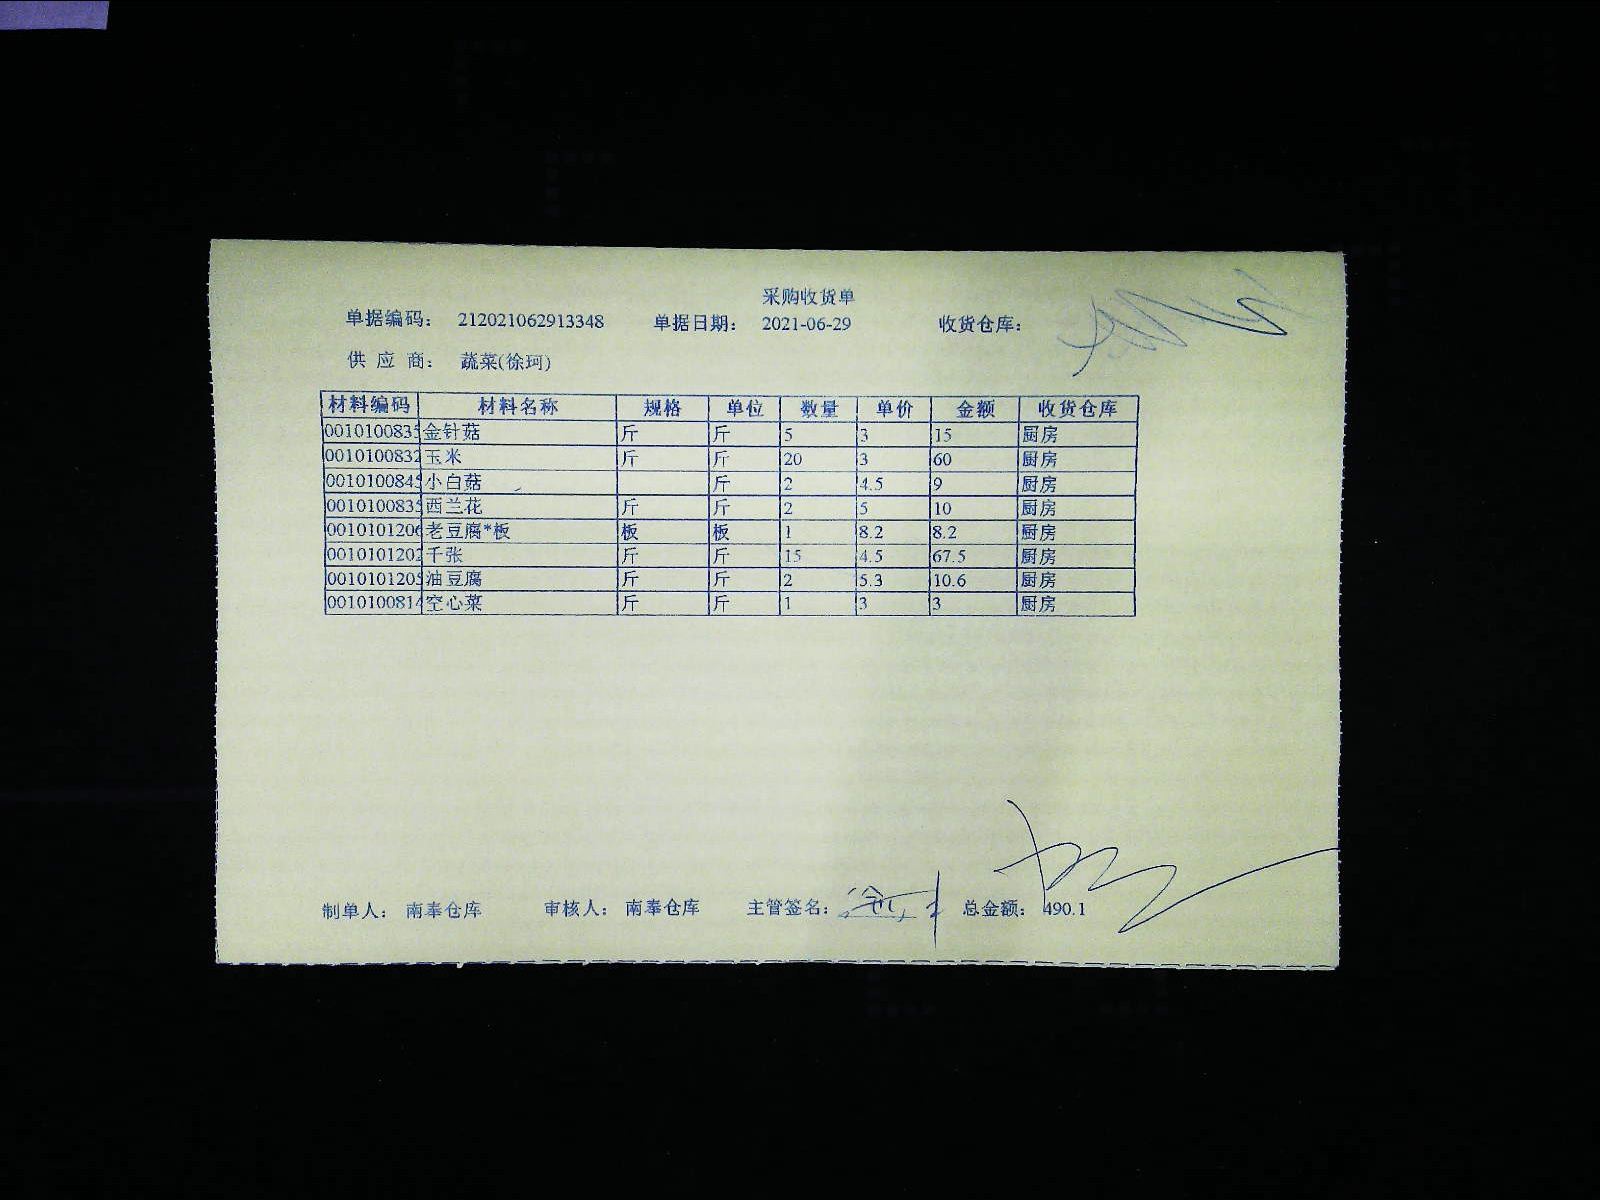 采购收货单
单据编码： 212021062913348 单据日期： 2021-06-29 收货仓库：
供 应 商： 蔬菜(徐珂)
材料编码 材料名称 规格 单位 数量 单价 金额 收货仓库
0010100835 金针菇 斤 斤 5 3 15 厨房
0010100832 玉米 斤 斤 20 3 60 厨房
001010084 小白菇 斤 2 4.5 9 厨房
0010100835 西兰花 斤 斤 2 5 10 厨房
001010120 老豆腐*板 板 板 1 8.2 8.2 厨房
0010101202 千张 斤 斤 15 4.5 67.5 厨房
0010101205 油豆腐 斤 斤 2 5.3 10.6 厨房
0010100814 空心菜 斤 斤 1 3 3 厨房
制单人： 南奉仓库 审核人： 南奉仓库 主管签名： 总金额： 490.1